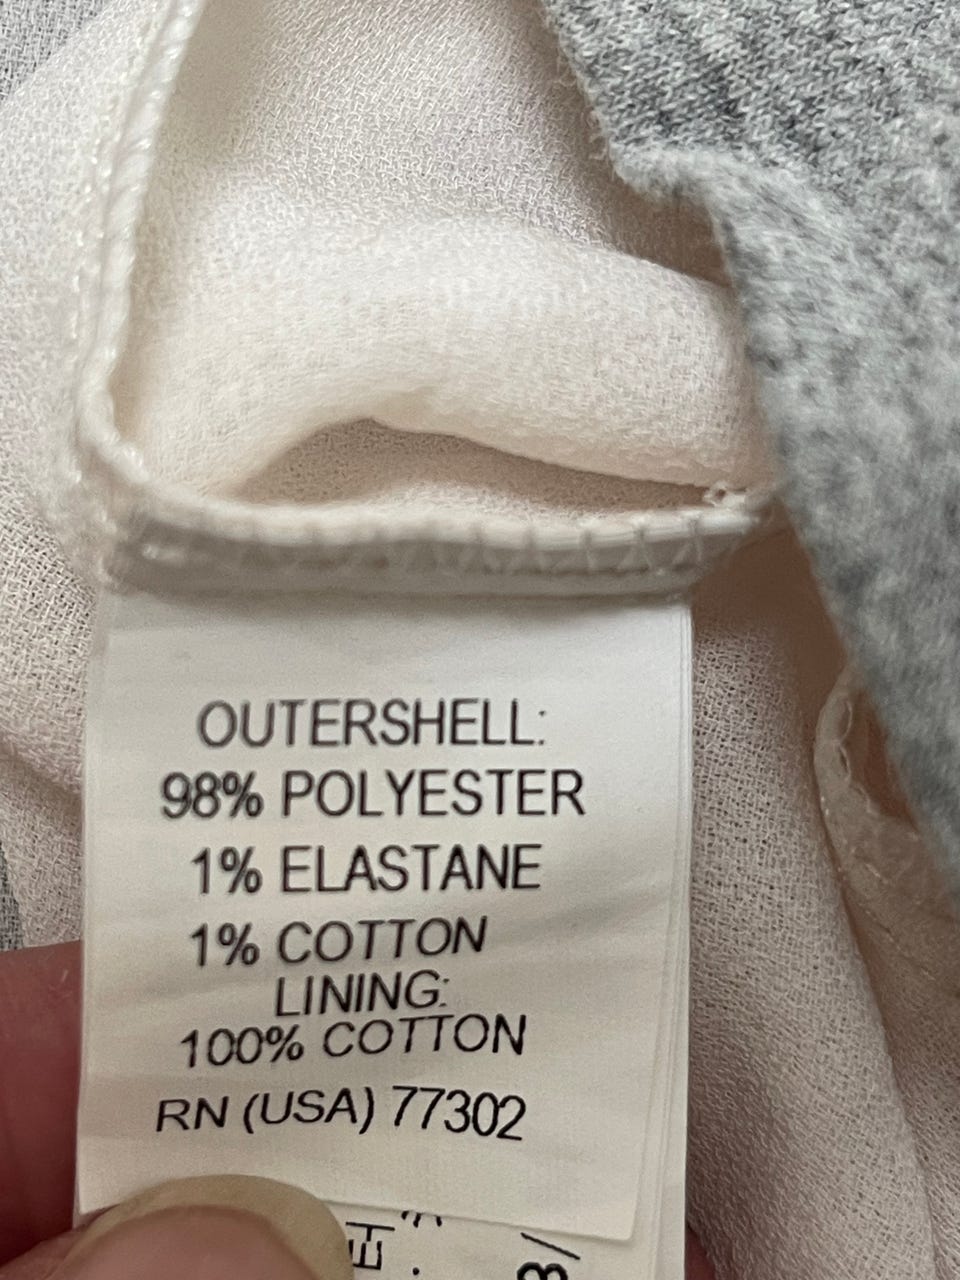 OUTERSHELL:
98% POLYESTER
1% ELASTANE
1% COTTON
LINING:
100% COTTON
RN (USA) 77302